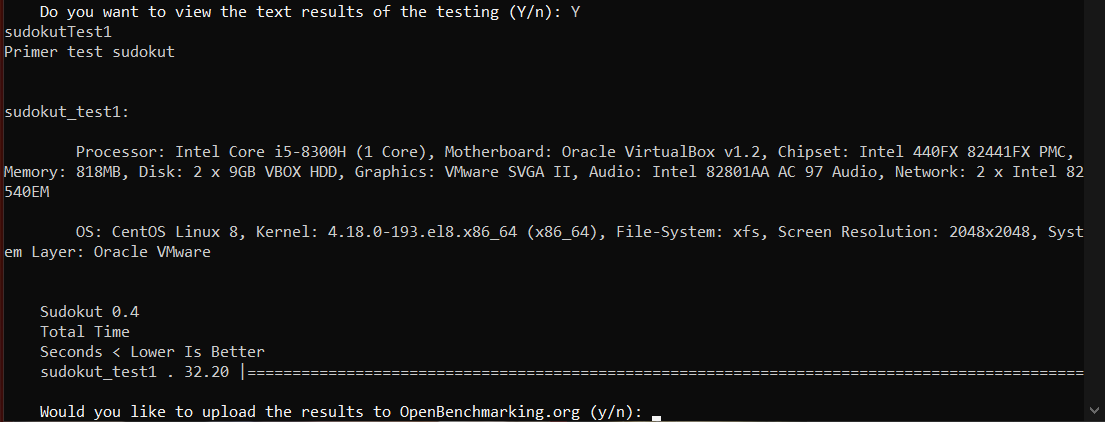 Do you want to view the text results of the testing (Y/n): Y
sudokutTest1
Primer test sudokut
sudokut_test1:
Processor: Intel Core i5-8300H (1 Core), Motherboard: Oracle VirtualBox v1.2, Chipset: Intel 440FX 82441FX PMC,
Memory: 818MB, Disk: 2 x 9GB VBOX HDD, Graphics: VMware SVGA II, Audio: Intel 82801AA AC 97 Audio, Network: 2 x Intel 82
540EM
OS: CentOS Linux 8, Kernel: 4.18.0-193.el8.x86_64 (x86_64), File-System: xfs, Screen Resolution: 2048x2048, Syst
em Layer: Oracle VMware
Sudokut 0.4
Total Time
Seconds < Lower Is Better
sudokut_test1 . 32.20 |=============================================================================================
Would you like to upload the results to OpenBenchmarking.org (y/n):